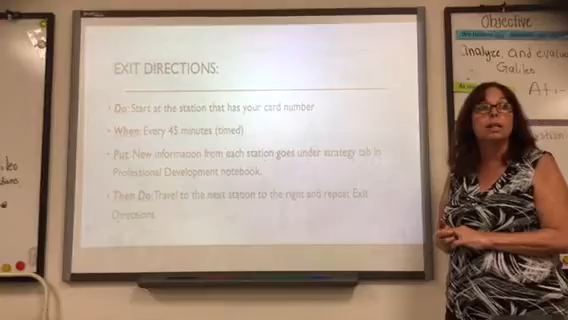 EXIT DIRECTIONS:
• Do: Start at the station that has your card number
• When: Every 45 minutes (timed)
• Put: New information from each station goes under strategy tab in
Professional Development notebook.
• Then Do: Travel to the next station to the right and repeat Exit
Directions.
Objective
Analyze and evalua
Galileo